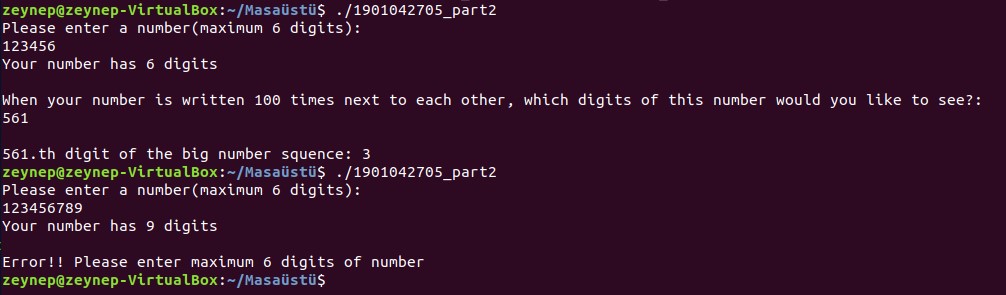 zeynep@zeynep-VirtualBox:~/Masaüstü$ ./1901042705_part2
Please enter a number(maximum 6 digits):
123456
Your number has 6 digits
When your number is written 100 times next to each other, which digits of this number would you like to see?:
561
561.th digit of the big number squence: 3
zeynep@zeynep-VirtualBox:~/Masaüstü$ ./1901042705_part2
Please enter a number(maximum 6 digits):
123456789
Your number has 9 digits
Error!! Please enter maximum 6 digits of number
zeynep@zeynep-VirtualBox:~/Masaüstü$